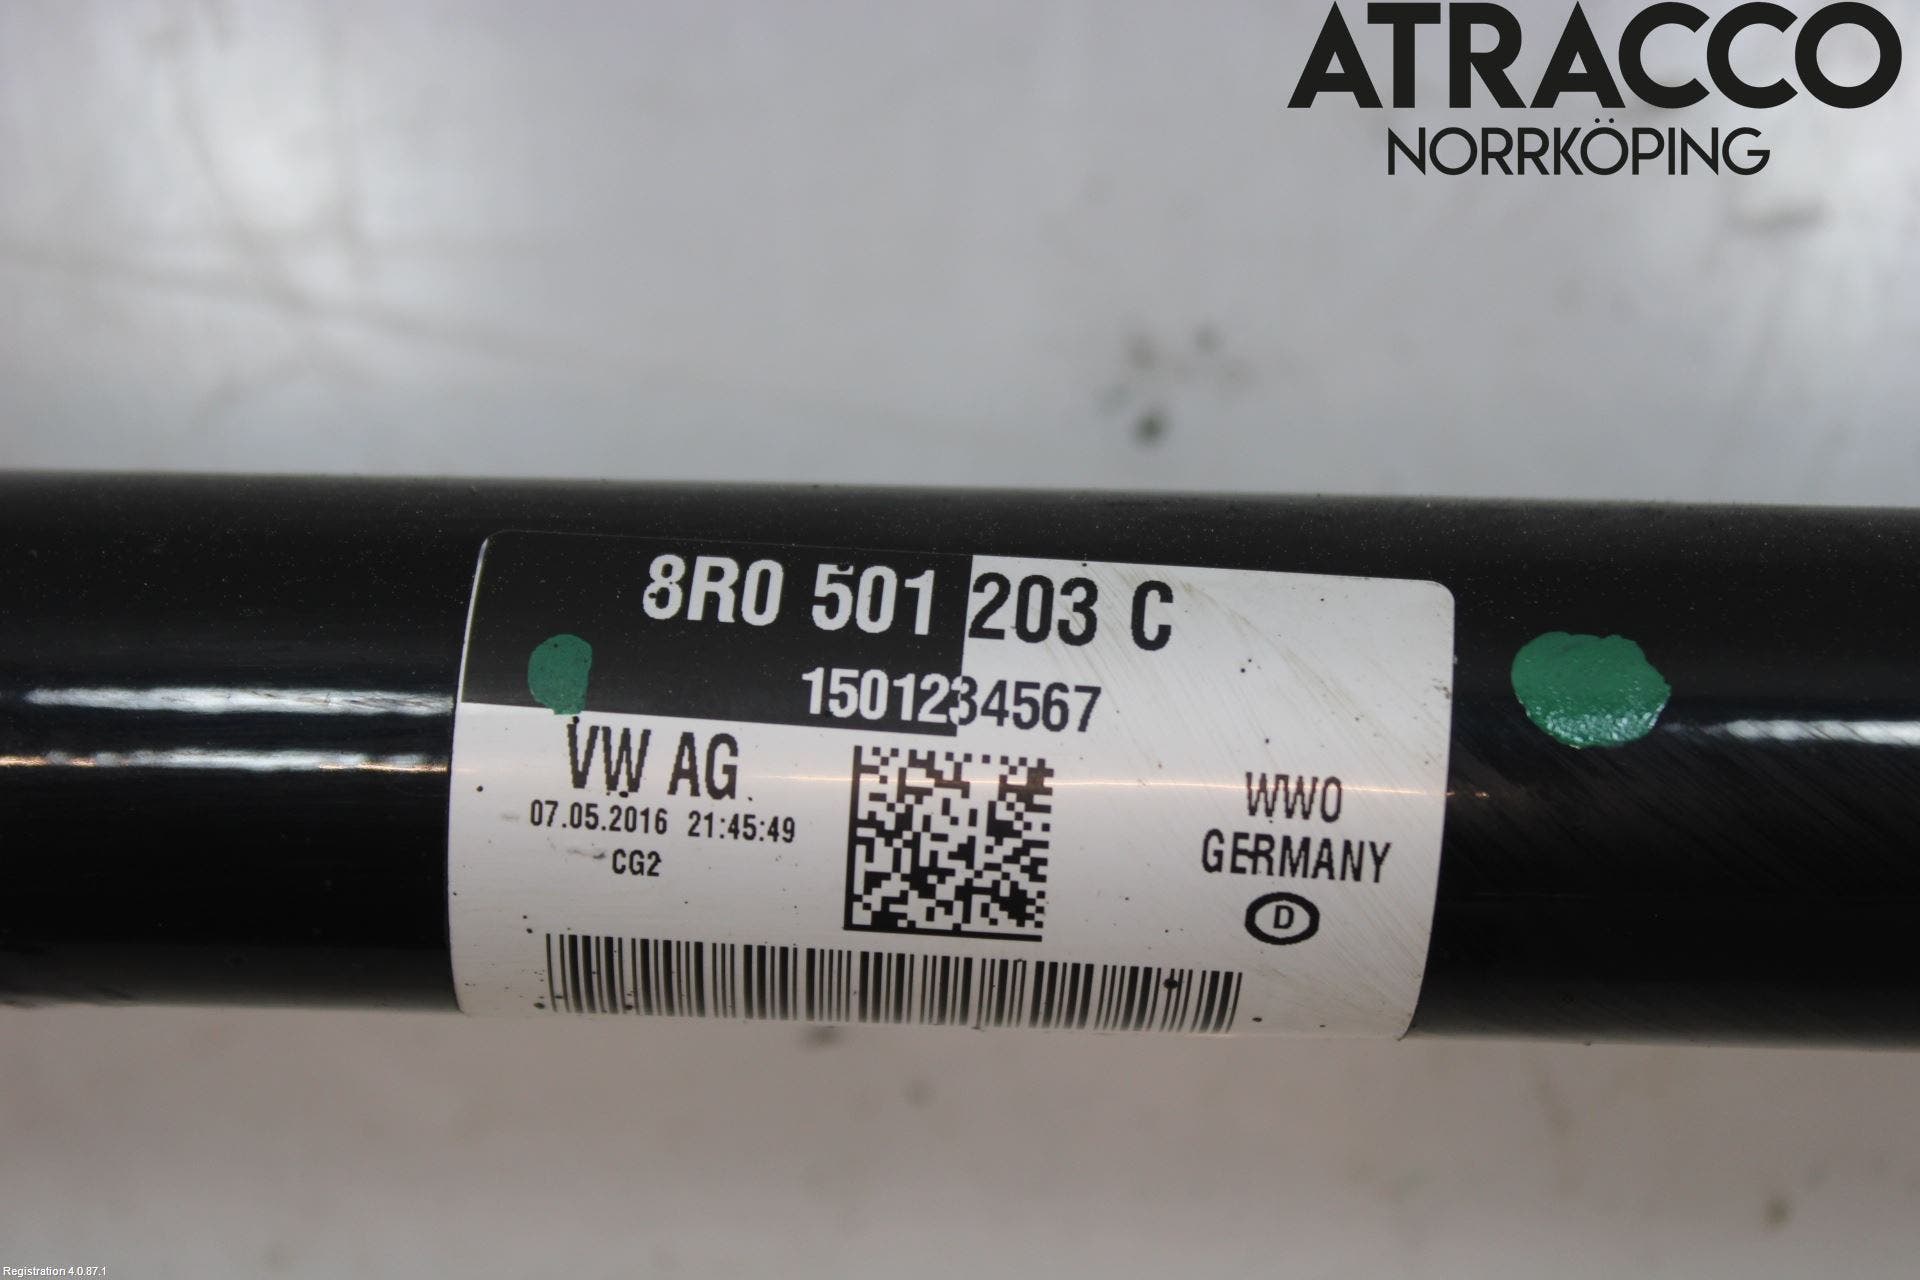 ATRACCO
NORRKÖPING
8R0 501 203 C
1501234567
VW AG
07.05.2016 21:45:49
CG2
WWO
GERMANY
D
Registration 4.0.87.1